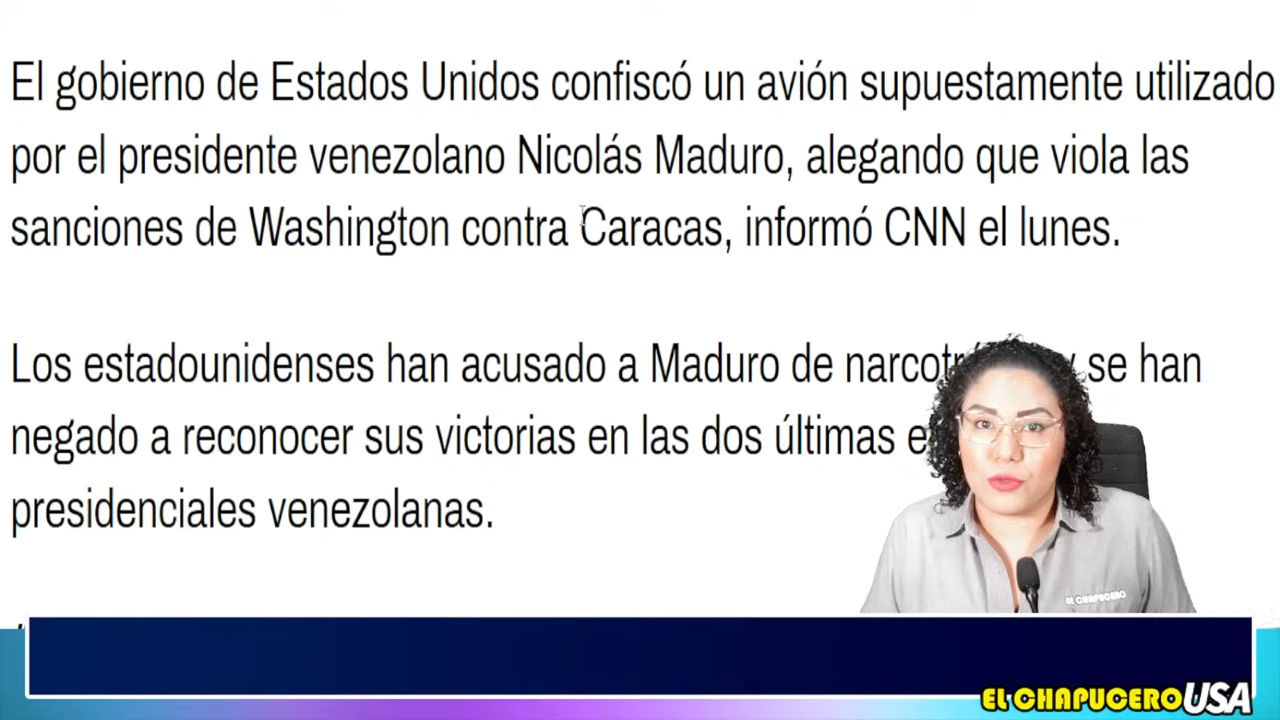 El gobierno de Estados Unidos confiscó un avión supuestamente utilizado
por el presidente venezolano Nicolás Maduro, alegando que viola las
sanciones de Washington contra Caracas, informó CNN el lunes.
Los estadounidenses han acusado a Maduro de se han
negado a reconocer sus victorias en las dos últimas
presidenciales venezolanas.
EL CHAPUCERO
EL CHAPUCERO USA